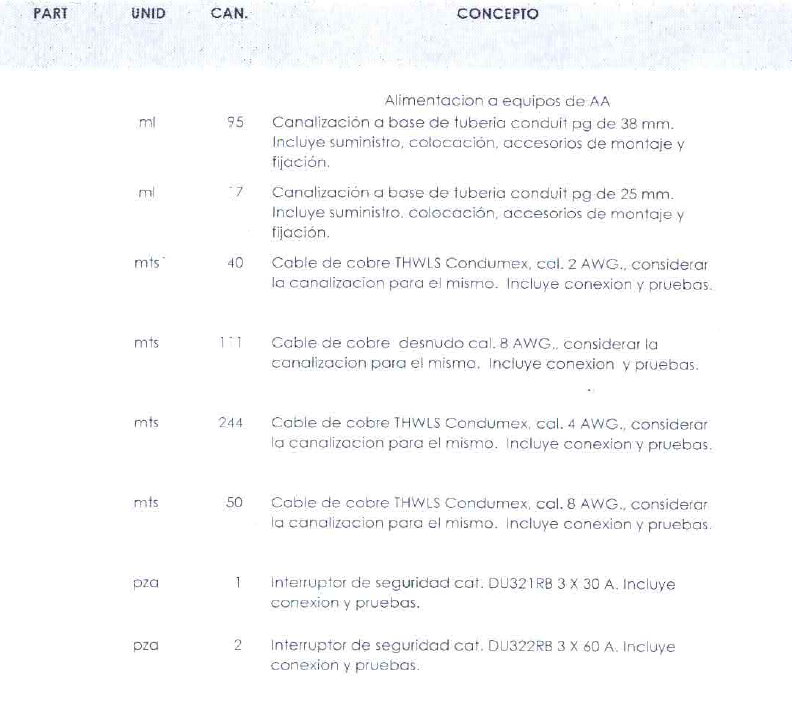 PART UNID CAN. CONCEPTO
Alimentacion a equipos de AA
ml 95 Canalización a base de tuberia conduit pg de 38 mm.
Incluye suministro, colocación, accesorios de montaje y
fijación.
ml 17 Canalización a base de tuberia conduit pg de 25 mm.
Incluye suministro, colocación, accesorios de montaje y
fijación.
mts 40 Cable de cobre THWLS Condumex, cal. 2 AWG., considerar
la canalizacion para el mismo. Incluye conexion y pruebas.
mts 111 Cable de cobre desnudo cal. 8 AWG., considerar la
canalizacion para el mismo. Incluye conexion y pruebas.
mts 244 Cable de cobre THWLS Condumex, cal. 4 AWG., considerar
la canalizacion para el mismo. Incluye conexion y pruebas.
mts 50 Cable de cobre THWLS Condumex, cal. 8 AWG., considerar
la canalizacion para el mismo. Incluye conexion y pruebas.
pza 1 Interruptor de seguridad cat. DU321RB 3 X 30 A. Incluye
conexion y pruebas.
pza 2 Interruptor de seguridad cat. DU322RB 3 X 60 A. Incluye
conexion y pruebas.